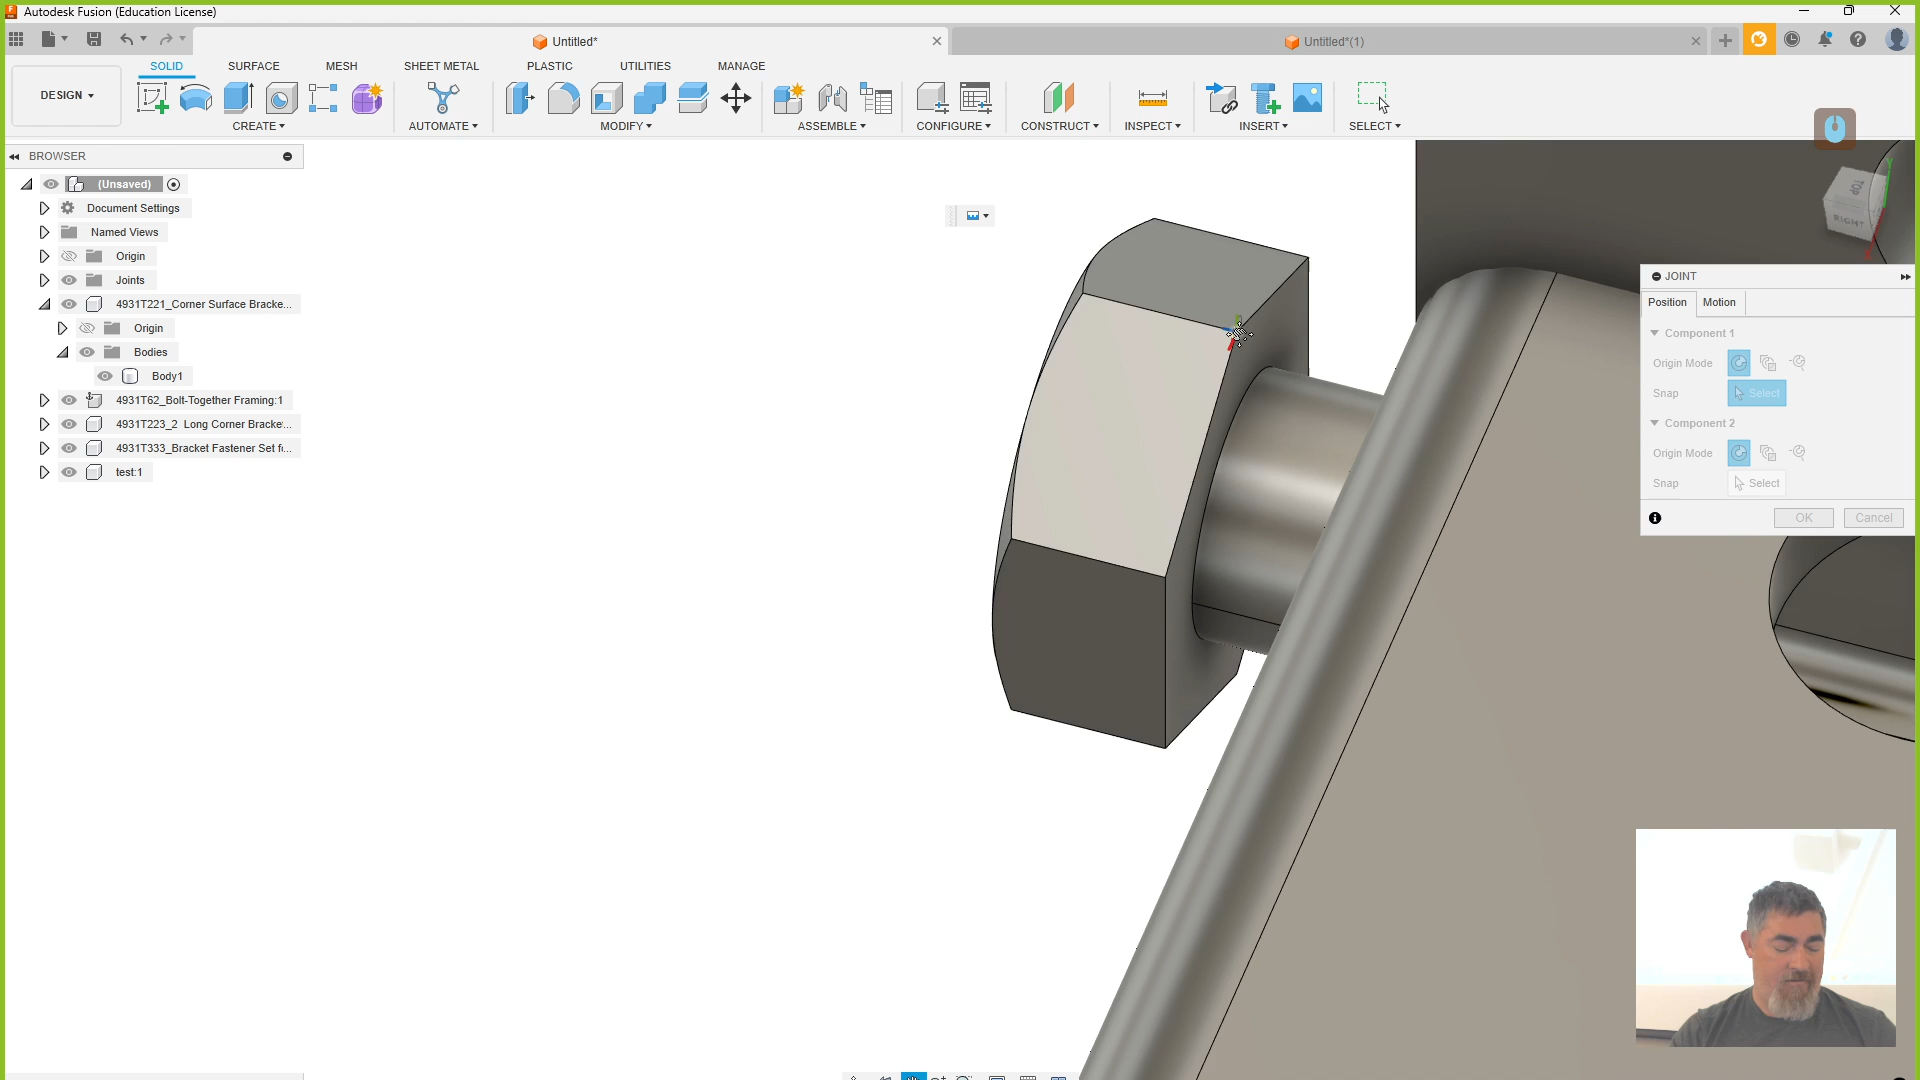 Autodesk Fusion (Education License)
Untitled*
Untitled*(1)
DESIGN
SOLID
SURFACE
MESH
SHEET METAL
PLASTIC
UTILITIES
MANAGE
CREATE
AUTOMATE
MODIFY
ASSEMBLE
CONFIGURE
CONSTRUCT
INSPECT
INSERT
SELECT
BROWSER
(Unsaved)
Document Settings
Named Views
Origin
Joints
4931T221_Corner Surface Bracke...
Origin
Bodies
Body1
4931T62_Bolt-Together Framing:1
4931T223_2 Long Corner Bracke...
4931T333_Bracket Fastener Set f...
test:1
TOP
RIGHT
Y
JOINT
Position
Motion
Component 1
Origin Mode
Snap
Select
Component 2
Origin Mode
Snap
Select
OK
Cancel